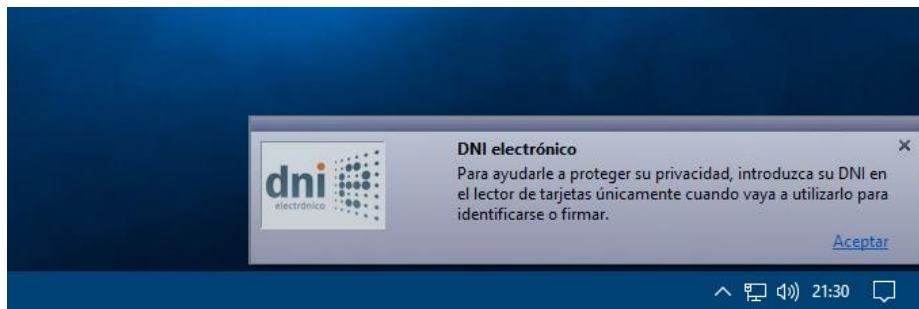 DNI electrónico
Para ayudarle a proteger su privacidad, introduzca su DNI en
el lector de tarjetas únicamente cuando vaya a utilizarlo para
identificarse o firmar.
Aceptar
dni
electrónico
21:30